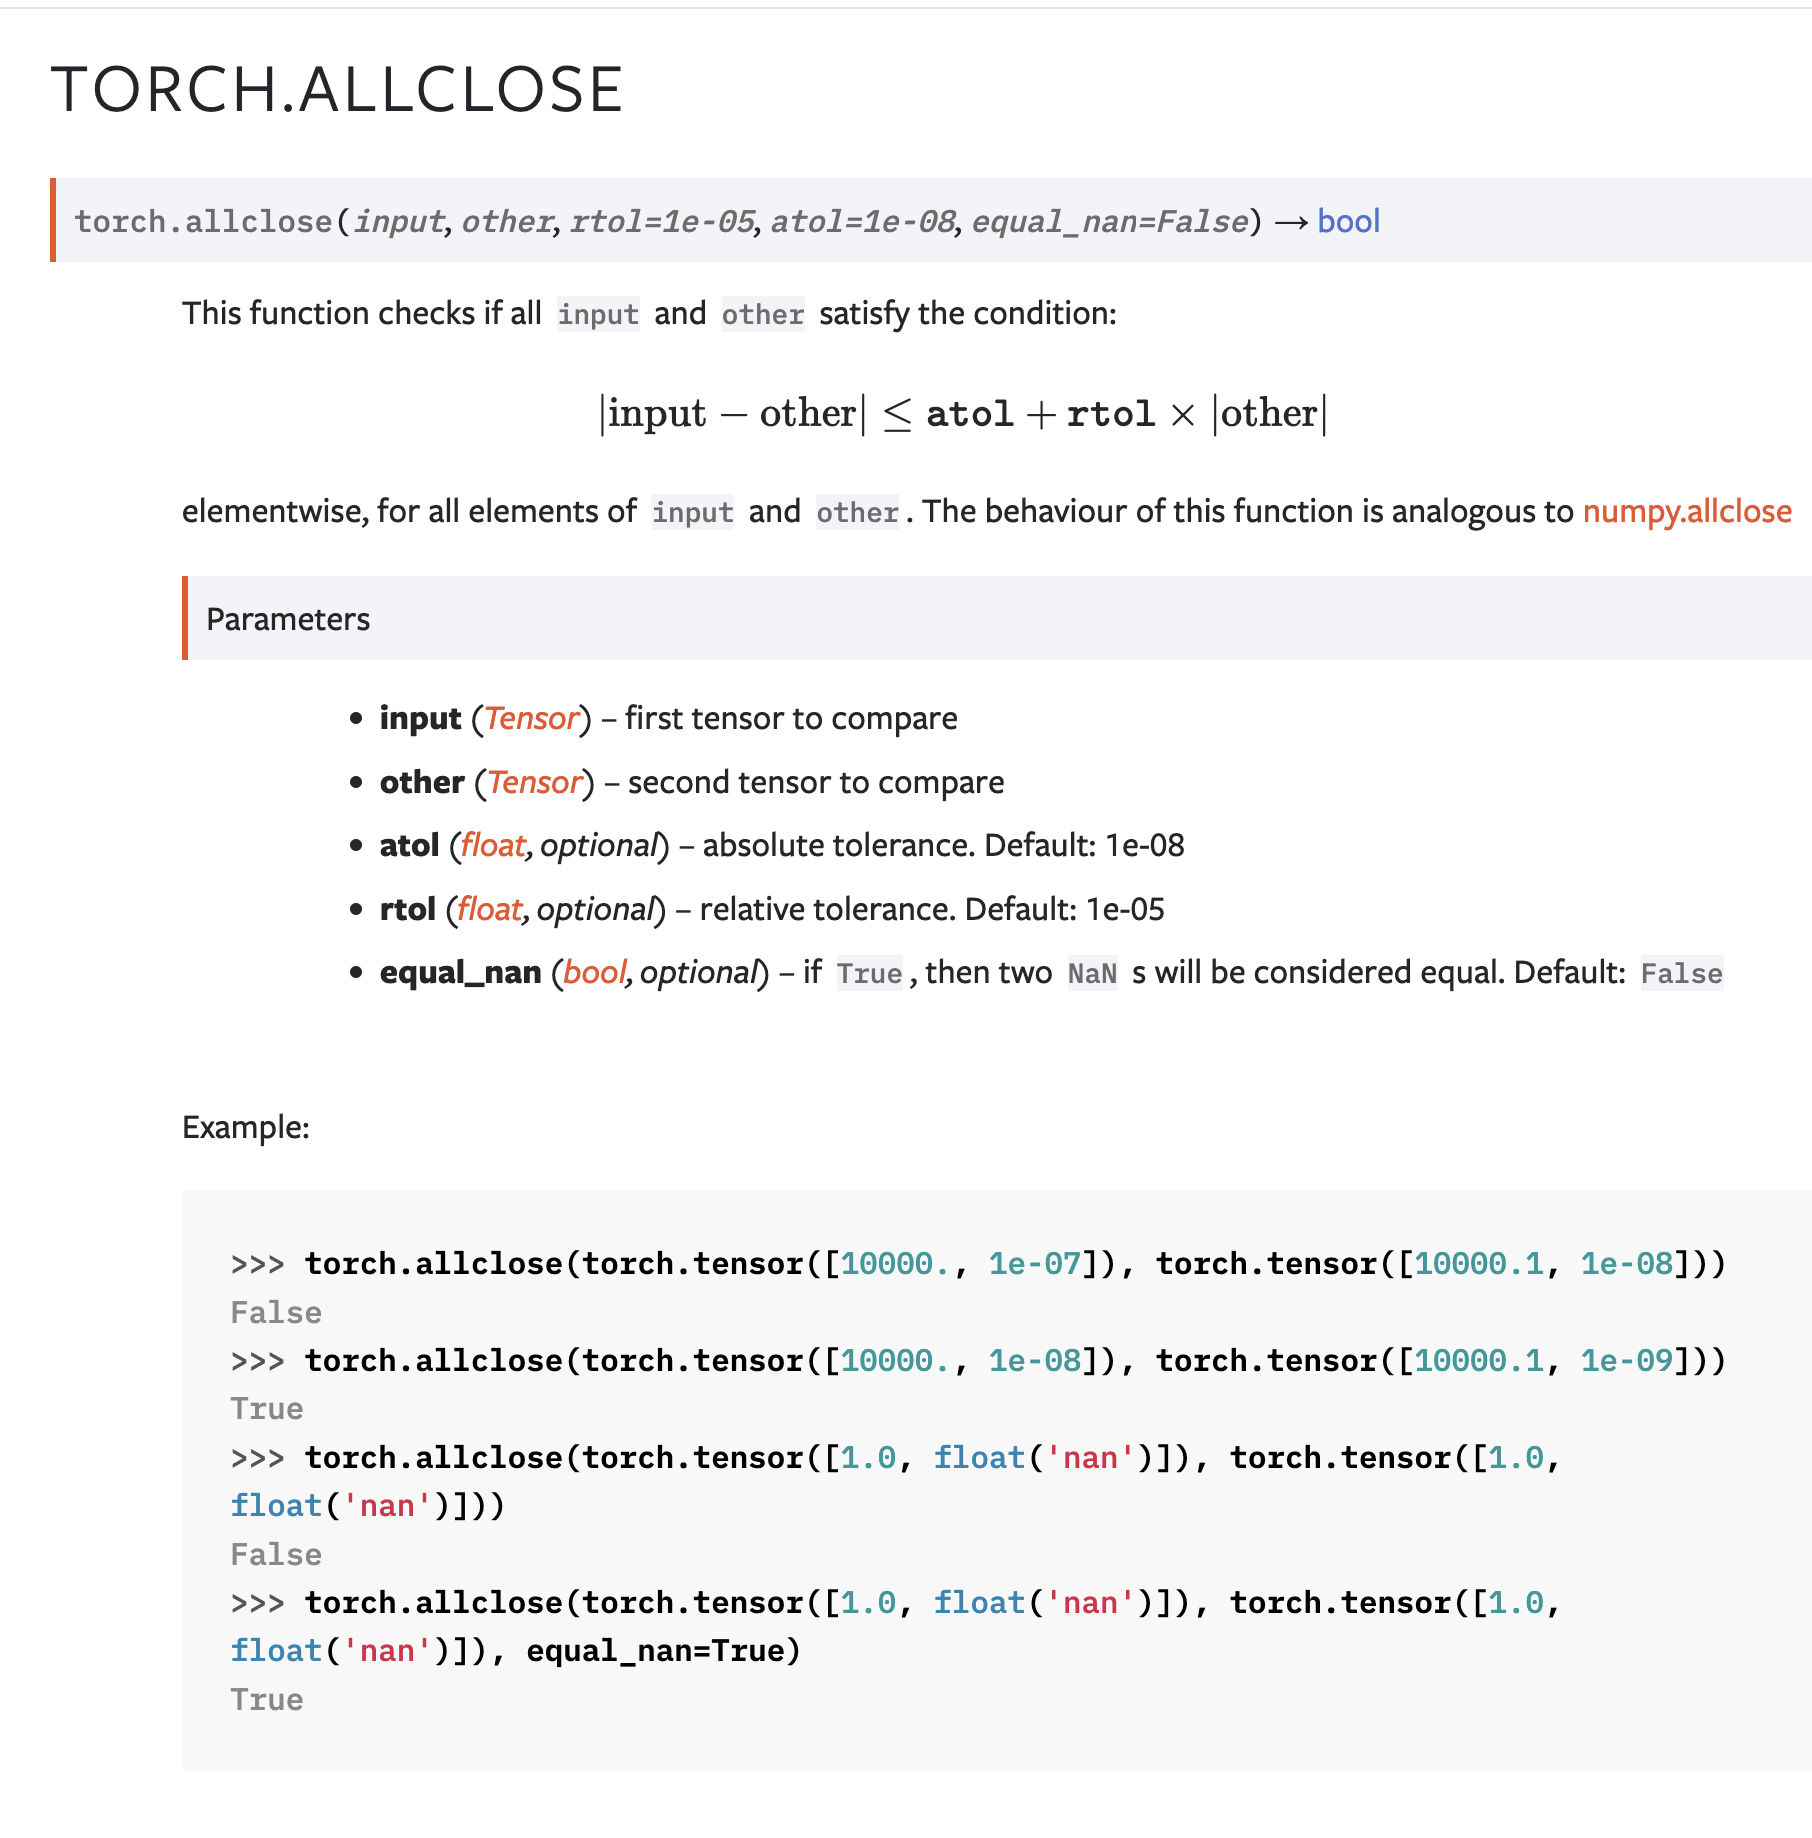 TORCH.ALLCLOSE
torch.allclose(input, other, rtol=1e-05, atol=1e-08, equal_nan=False) → bool
This function checks if all input and other satisfy the condition:
|input − other| ≤ atol + rtol × |other|
elementwise, for all elements of input and other. The behaviour of this function is analogous to numpy.allclose
Parameters
• input (Tensor) – first tensor to compare
• other (Tensor) – second tensor to compare
• atol (float, optional) – absolute tolerance. Default: 1e-08
• rtol (float, optional) – relative tolerance. Default: 1e-05
• equal_nan (bool, optional) – if True, then two NaN s will be considered equal. Default: False
Example:
>>> torch.allclose(torch.tensor([10000., 1e-07]), torch.tensor([10000.1, 1e-08]))
False
>>> torch.allclose(torch.tensor([10000., 1e-08]), torch.tensor([10000.1, 1e-09]))
True
>>> torch.allclose(torch.tensor([1.0, float('nan')]), torch.tensor([1.0,
float('nan')]))
False
>>> torch.allclose(torch.tensor([1.0, float('nan')]), torch.tensor([1.0,
float('nan')]), equal_nan=True)
True